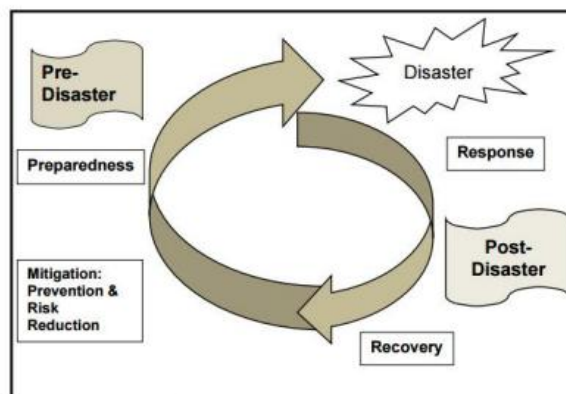 Pre-
Disaster
Disaster
Preparedness
Response
Mitigation:
Prevention &
Risk
Reduction
Post-
Disaster
Recovery